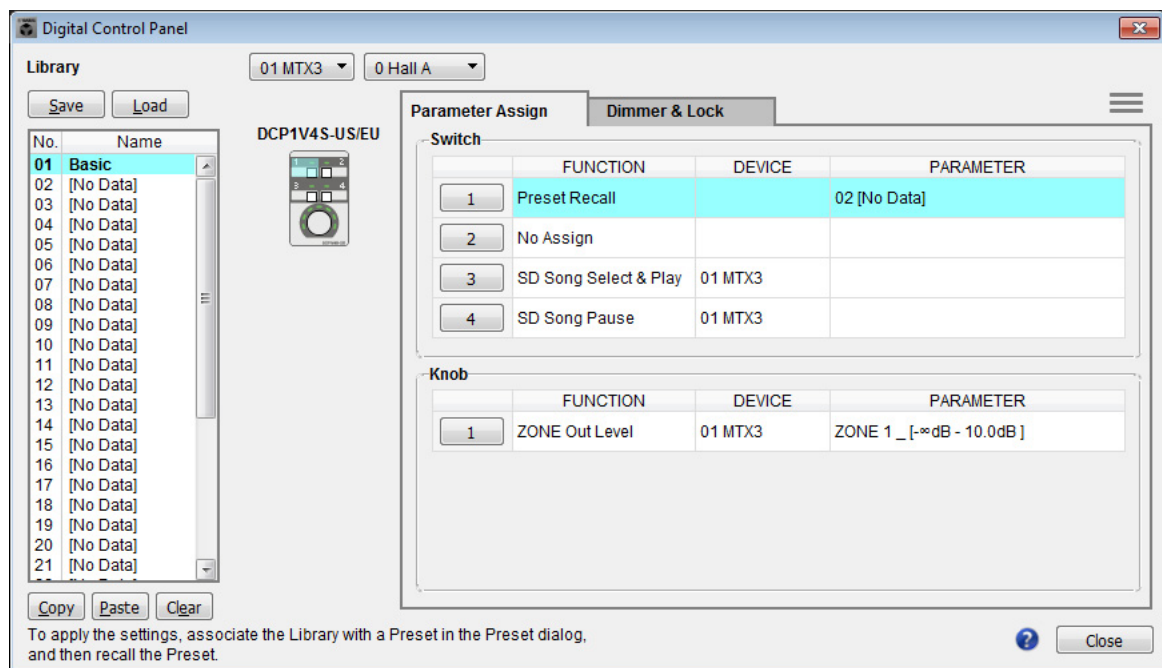 Digital Control Panel
Library
01 MTX3
0 Hall A
Save
Load
No. Name
01 Basic
02 [No Data]
03 [No Data]
04 [No Data]
05 [No Data]
06 [No Data]
07 [No Data]
08 [No Data]
09 [No Data]
10 [No Data]
11 [No Data]
12 [No Data]
13 [No Data]
14 [No Data]
15 [No Data]
16 [No Data]
17 [No Data]
18 [No Data]
19 [No Data]
20 [No Data]
21 [No Data]
Copy
Paste
Clear
DCP1V4S-US/EU
1 2
3 4
Parameter Assign
Dimmer & Lock
Switch
FUNCTION DEVICE PARAMETER
1 Preset Recall 02 [No Data]
2 No Assign
3 SD Song Select & Play 01 MTX3
4 SD Song Pause 01 MTX3
Knob
FUNCTION DEVICE PARAMETER
1 ZONE Out Level 01 MTX3 ZONE 1 _ [-∞dB - 10.0dB ]
To apply the settings, associate the Library with a Preset in the Preset dialog,
and then recall the Preset.
?
Close